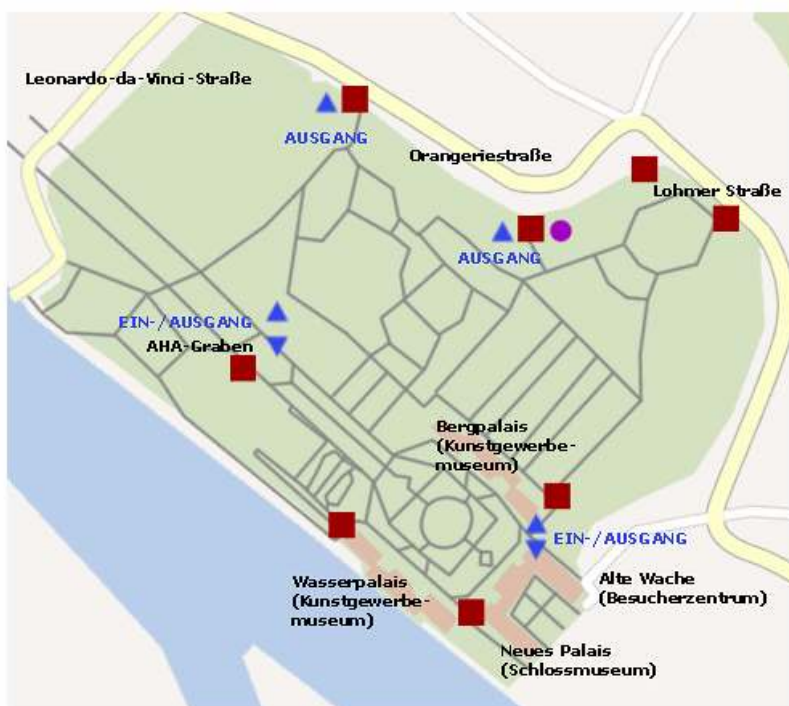 Leonardo-da-Vinci-Straße
AUSGANG
Orangeriestraße
Lohmer Straße
AUSGANG
EIN-/AUSGANG
AHA-Graben
Bergpalais
(Kunstgewerbe-
museum)
EIN-/AUSGANG
Wasserpalais
(Kunstgewerbe-
museum)
Alte Wache
(Besucherzentrum)
Neues Palais
(Schlossmuseum)